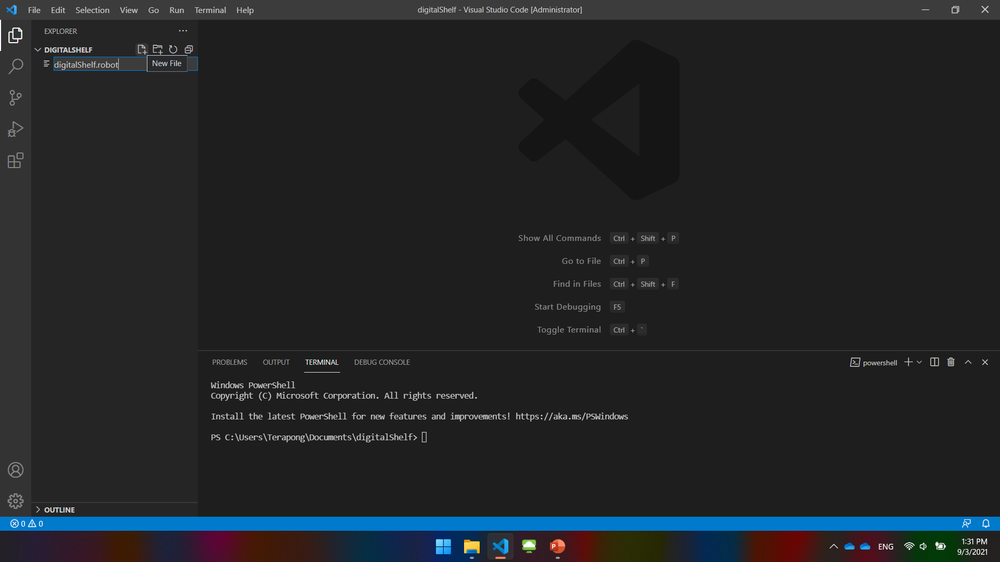 File Edit Selection View Go Run Terminal Help
digitalShelf - Visual Studio Code [Administrator]
EXPLORER
DIGITALSHELF
digitalShelf.robot
New File
Show All Commands Ctrl + Shift + P
Go to File Ctrl + P
Find in Files Ctrl + Shift + F
Start Debugging F5
Toggle Terminal Ctrl + `
PROBLEMS OUTPUT TERMINAL DEBUG CONSOLE
powershell
Windows PowerShell
Copyright (C) Microsoft Corporation. All rights reserved.
Install the latest PowerShell for new features and improvements! https://aka.ms/PSWindows
PS C:\Users\Terapong\Documents\digitalShelf>
OUTLINE
0 0
P
ENG
1:31 PM
9/3/2021